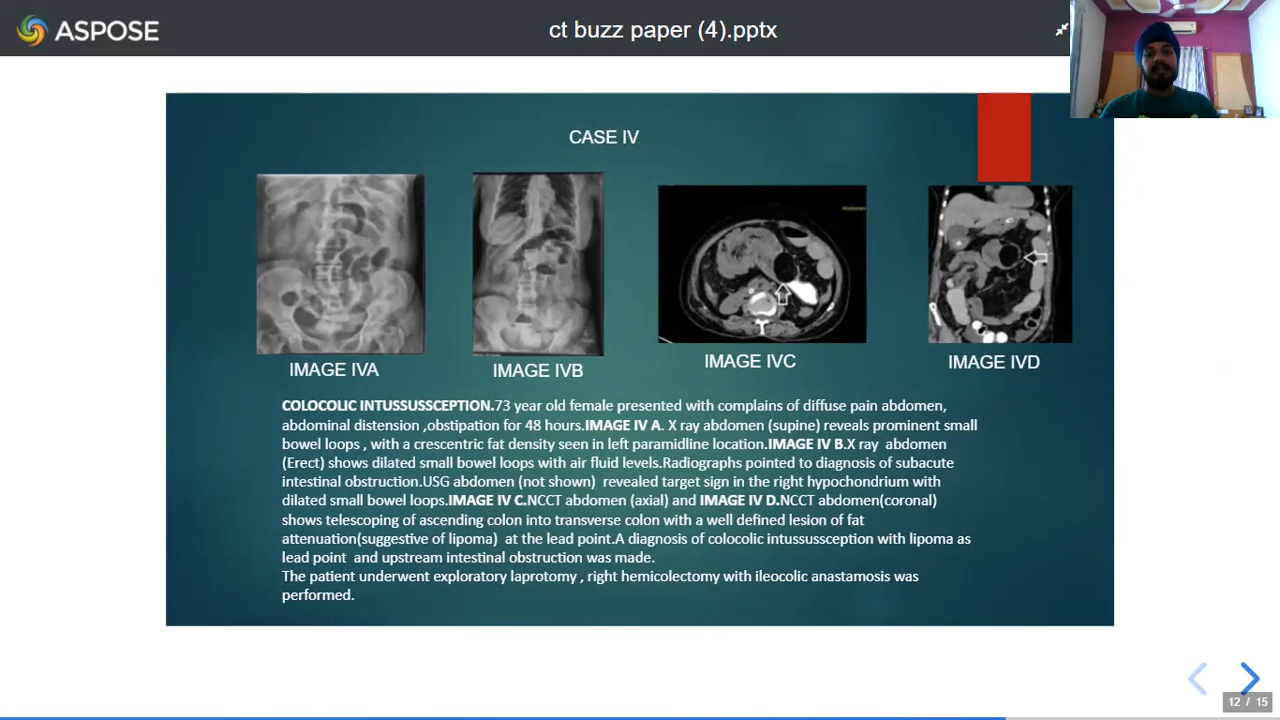 ASPOSE
ct buzz paper (4).pptx
CASE IV
IMAGE IVA
IMAGE IVB
IMAGE IVC
IMAGE IVD
COLOCOLIC INTUSSUSSCEPTION.73 year old female presented with complains of diffuse pain abdomen,
abdominal distension ,obstipation for 48 hours.IMAGE IV A. X ray abdomen (supine) reveals prominent small
bowel loops , with a crescentric fat density seen in left paramidline location.IMAGE IV B.X ray abdomen
(Erect) shows dilated small bowel loops with air fluid levels.Radiographs pointed to diagnosis of subacute
intestinal obstruction.USG abdomen (not shown) revealed target sign in the right hypochondrium with
dilated small bowel loops.IMAGE IV C.NCCT abdomen (axial) and IMAGE IV D.NCCT abdomen(coronal)
shows telescoping of ascending colon into transverse colon with a well defined lesion of fat
attenuation(suggestive of lipoma) at the lead point.A diagnosis of colocolic intussusception with lipoma as
lead point and upstream intestinal obstruction was made.
The patient underwent exploratory laprotomy , right hemicolectomy with ileocolic anastamosis was
performed.
12 / 15